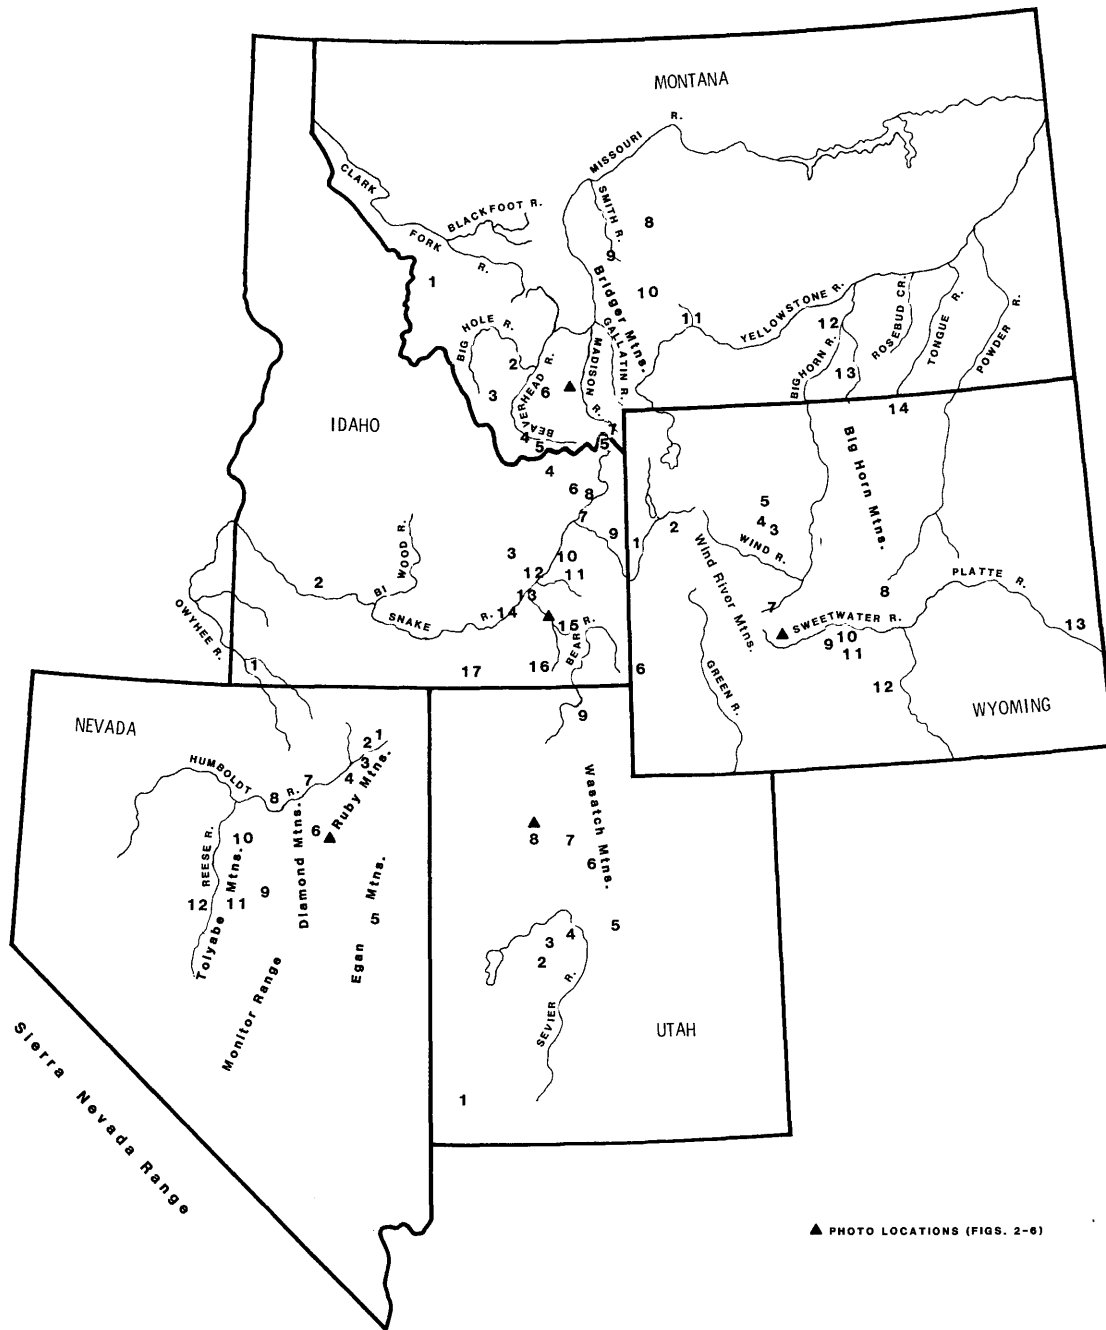 MONTANA
MISSOURI R.
CLARK FORK R.
BLACKFOOT R.
SMITH R.
8
9
1
10
Bridger Mtns.
11
YELLOWSTONE R.
BIG HOLE R.
GALLATIN R.
MADISON R.
2
BEAVERHEAD R.
6
3
12
BIGHORN R.
ROSEBUD CR.
TONGUE R.
POWDER R.
13
14
BEAVER
7
4
5
5
IDAHO
4
6
8
7
9
3
10
12
11
13
14
15
16
17
2
1
BI WOOD R.
SNAKE R.
OWYHEE R.
BEAR R.
Big Horn Mtns.
5
4
3
2
1
WIND R.
Wind River Mtns.
7
8
PLATTE R.
SWEETWATER R.
9
10
11
12
13
6
GREEN R.
WYOMING
NEVADA
HUMBOLDT R.
1
2
3
4
7
8
Ruby Mtns.
6
Diamond Mtns.
REESE R.
10
9
12
11
Toiyabe Mtns.
5
Egan Mtns.
Monitor Range
Sierra Nevada Range
9
Wasatch Mtns.
8
7
6
5
4
3
2
SEVIER R.
UTAH
1
PHOTO LOCATIONS (FIGS. 2-6)